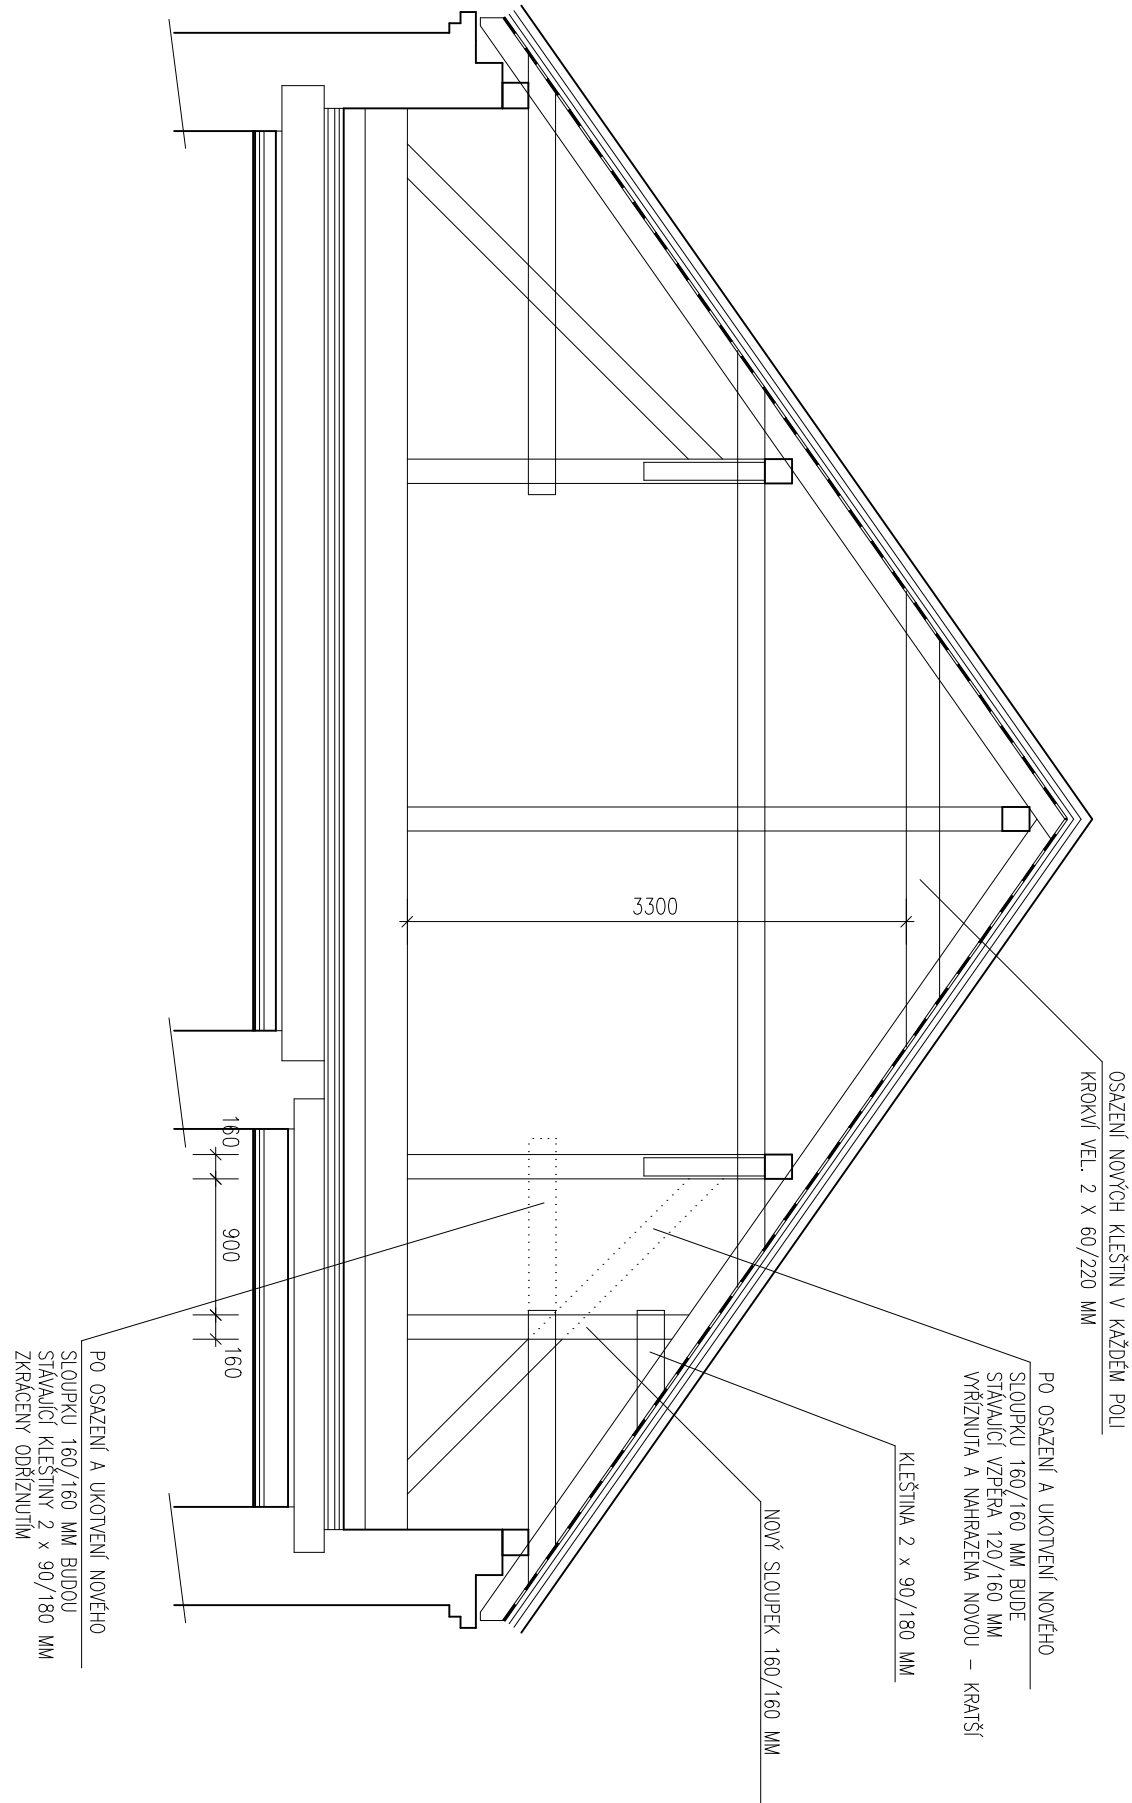 OSAZENÍ NOVÝCH KLEŠTIN V KAŽDÉM POLI
KROKVÍ VEL. 2 X 60/220 MM
PO OSAZENÍ A UKOTVENÍ NOVÉHO
SLOUPKU 160/160 MM BUDE
STÁVAJÍCÍ VZPĚRA 120/160 MM
VYŘÍZNUTA A NAHRAZENA NOVOU – KRATŠÍ
KLEŠTINA 2 x 90/180 MM
NOVÝ SLOUPEK 160/160 MM
3300
160
900
160
PO OSAZENÍ A UKOTVENÍ NOVÉHO
SLOUPKU 160/160 MM BUDOU
STÁVAJÍCÍ KLEŠTINY 2 x 90/180 MM
ZKRÁCENY ODŘÍZNUTÍM